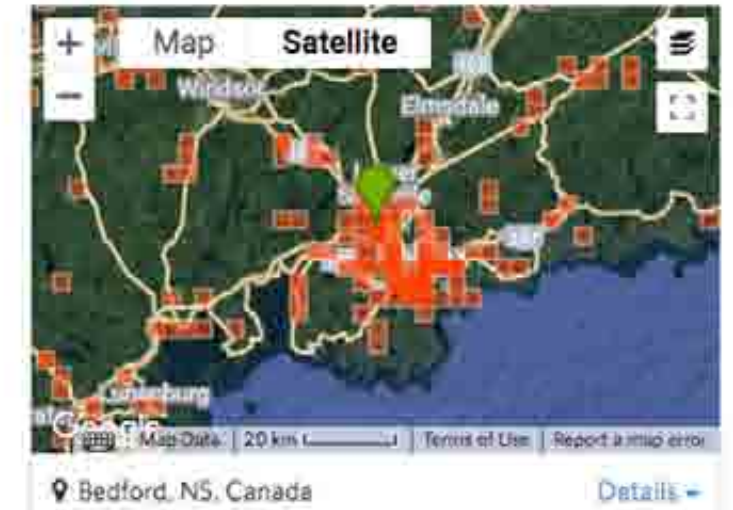 + Map Satellite
−
Windsor
Elmsdale
Lunenburg
Google
Map Data 20 km Terms of Use Report a map error
Bedford, NS, Canada Details